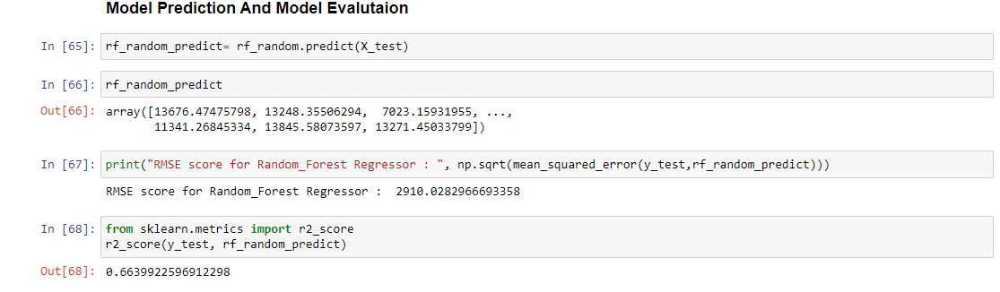 Model Prediction And Model Evalutaion
In [65]: rf_random_predict= rf_random.predict(X_test)
In [66]: rf_random_predict
Out[66]: array([13676.47475798, 13248.35506294,  7023.15931955, ...,
       11341.26845334, 13845.58073597, 13271.45033799])
In [67]: print("RMSE score for Random_Forest Regressor : ", np.sqrt(mean_squared_error(y_test,rf_random_predict)))
RMSE score for Random_Forest Regressor :  2910.0282966693358
In [68]: from sklearn.metrics import r2_score
r2_score(y_test, rf_random_predict)
Out[68]: 0.6639922596912298